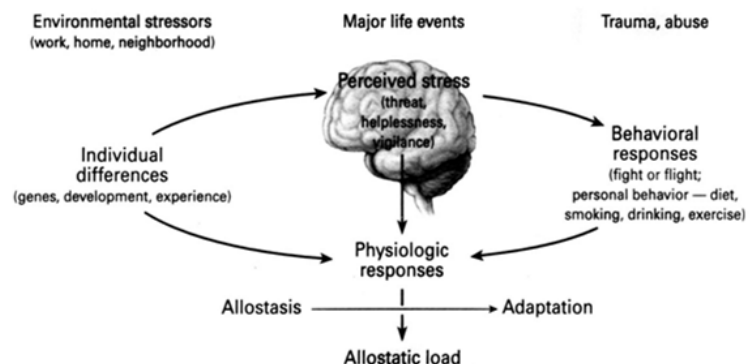 Environmental stressors
(work, home, neighborhood)
Major life events
Trauma, abuse
Perceived stress
(threat,
helplessness,
vigilance)
Individual
differences
(genes, development, experience)
Behavioral
responses
(fight or flight;
personal behavior — diet,
smoking, drinking, exercise)
Physiologic
responses
Allostasis
Adaptation
Allostatic load